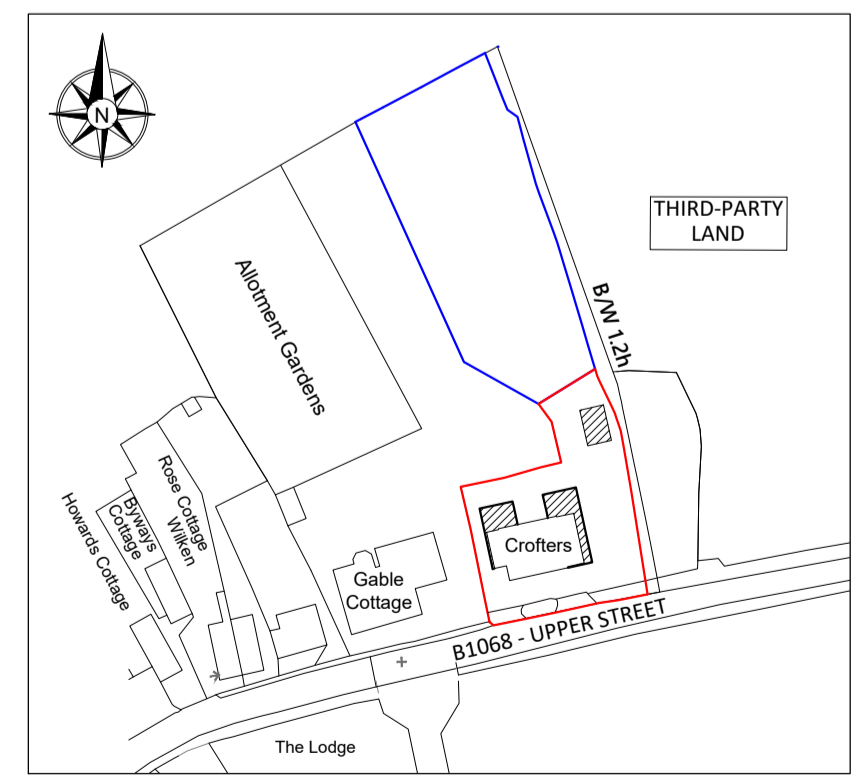 N
THIRD-PARTY
LAND
Allotment Gardens
B/W 1.2h
Rose Cottage
Wilken
Byways
Cottage
Howards Cottage
Crofters
Gable
Cottage
B1068 - UPPER STREET
The Lodge